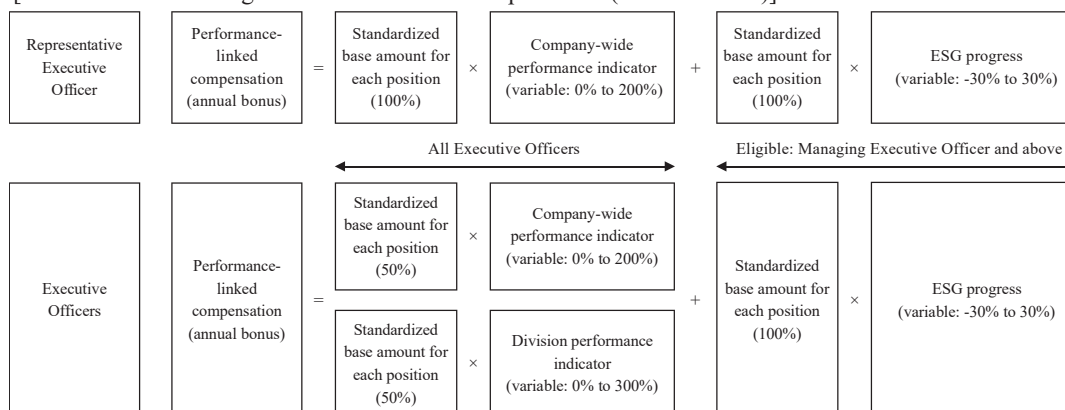 Representative
Executive
Officer
Performance-
linked
compensation
(annual bonus)
=
Standardized
base amount for
each position
(100%)
×
Company-wide
performance indicator
(variable: 0% to 200%)
+
Standardized
base amount for
each position
(100%)
×
ESG progress
(variable: -30% to 30%)
All Executive Officers
Eligible: Managing Executive Officer and above
Executive
Officers
Performance-
linked
compensation
(annual bonus)
=
Standardized
base amount for
each position
(50%)
×
Company-wide
performance indicator
(variable: 0% to 200%)
Standardized
base amount for
each position
(50%)
×
Division performance
indicator
(variable: 0% to 300%)
+
Standardized
base amount for
each position
(100%)
×
ESG progress
(variable: -30% to 30%)